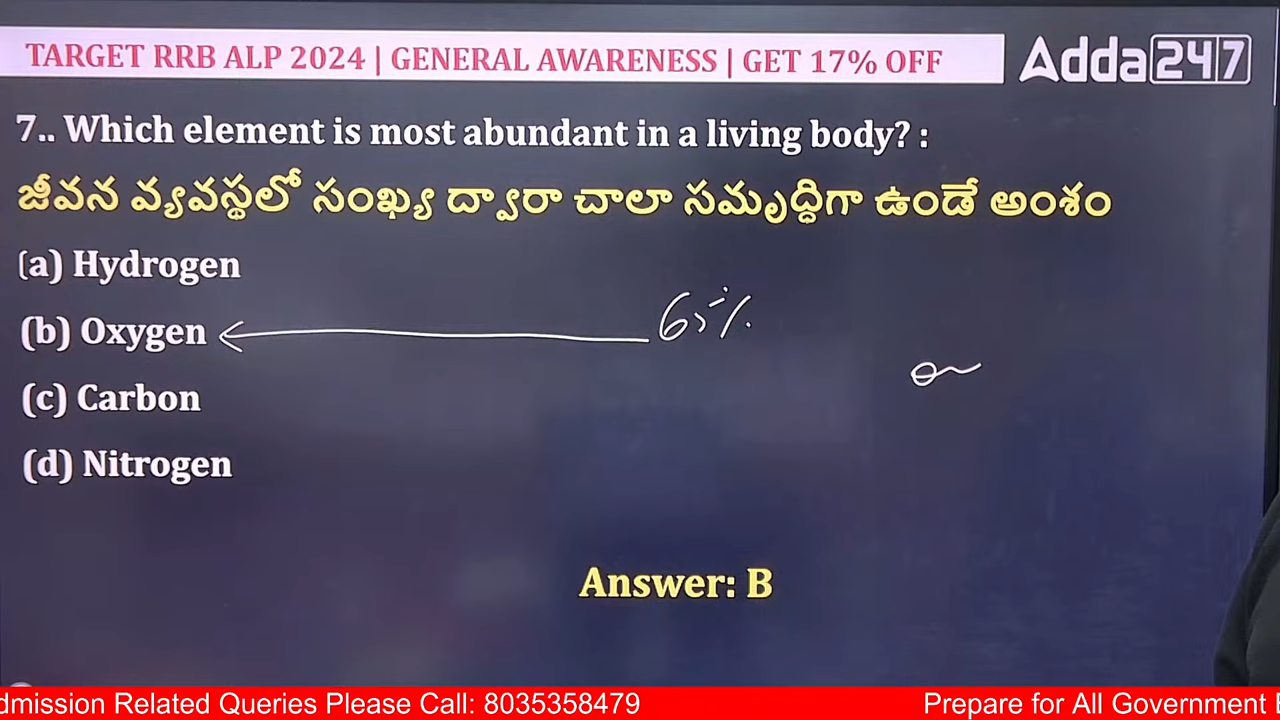 TARGET RRB ALP 2024 | GENERAL AWARENESS | GET 17% OFF
Adda247
7.. Which element is most abundant in a living body? :
జీవన వ్యవస్థలో సంఖ్య ద్వారా చాలా సమృద్ధిగా ఉండే అంశం
(a) Hydrogen
(b) Oxygen
65%
(c) Carbon
(d) Nitrogen
Answer: B
dmission Related Queries Please Call: 8035358479
Prepare for All Government